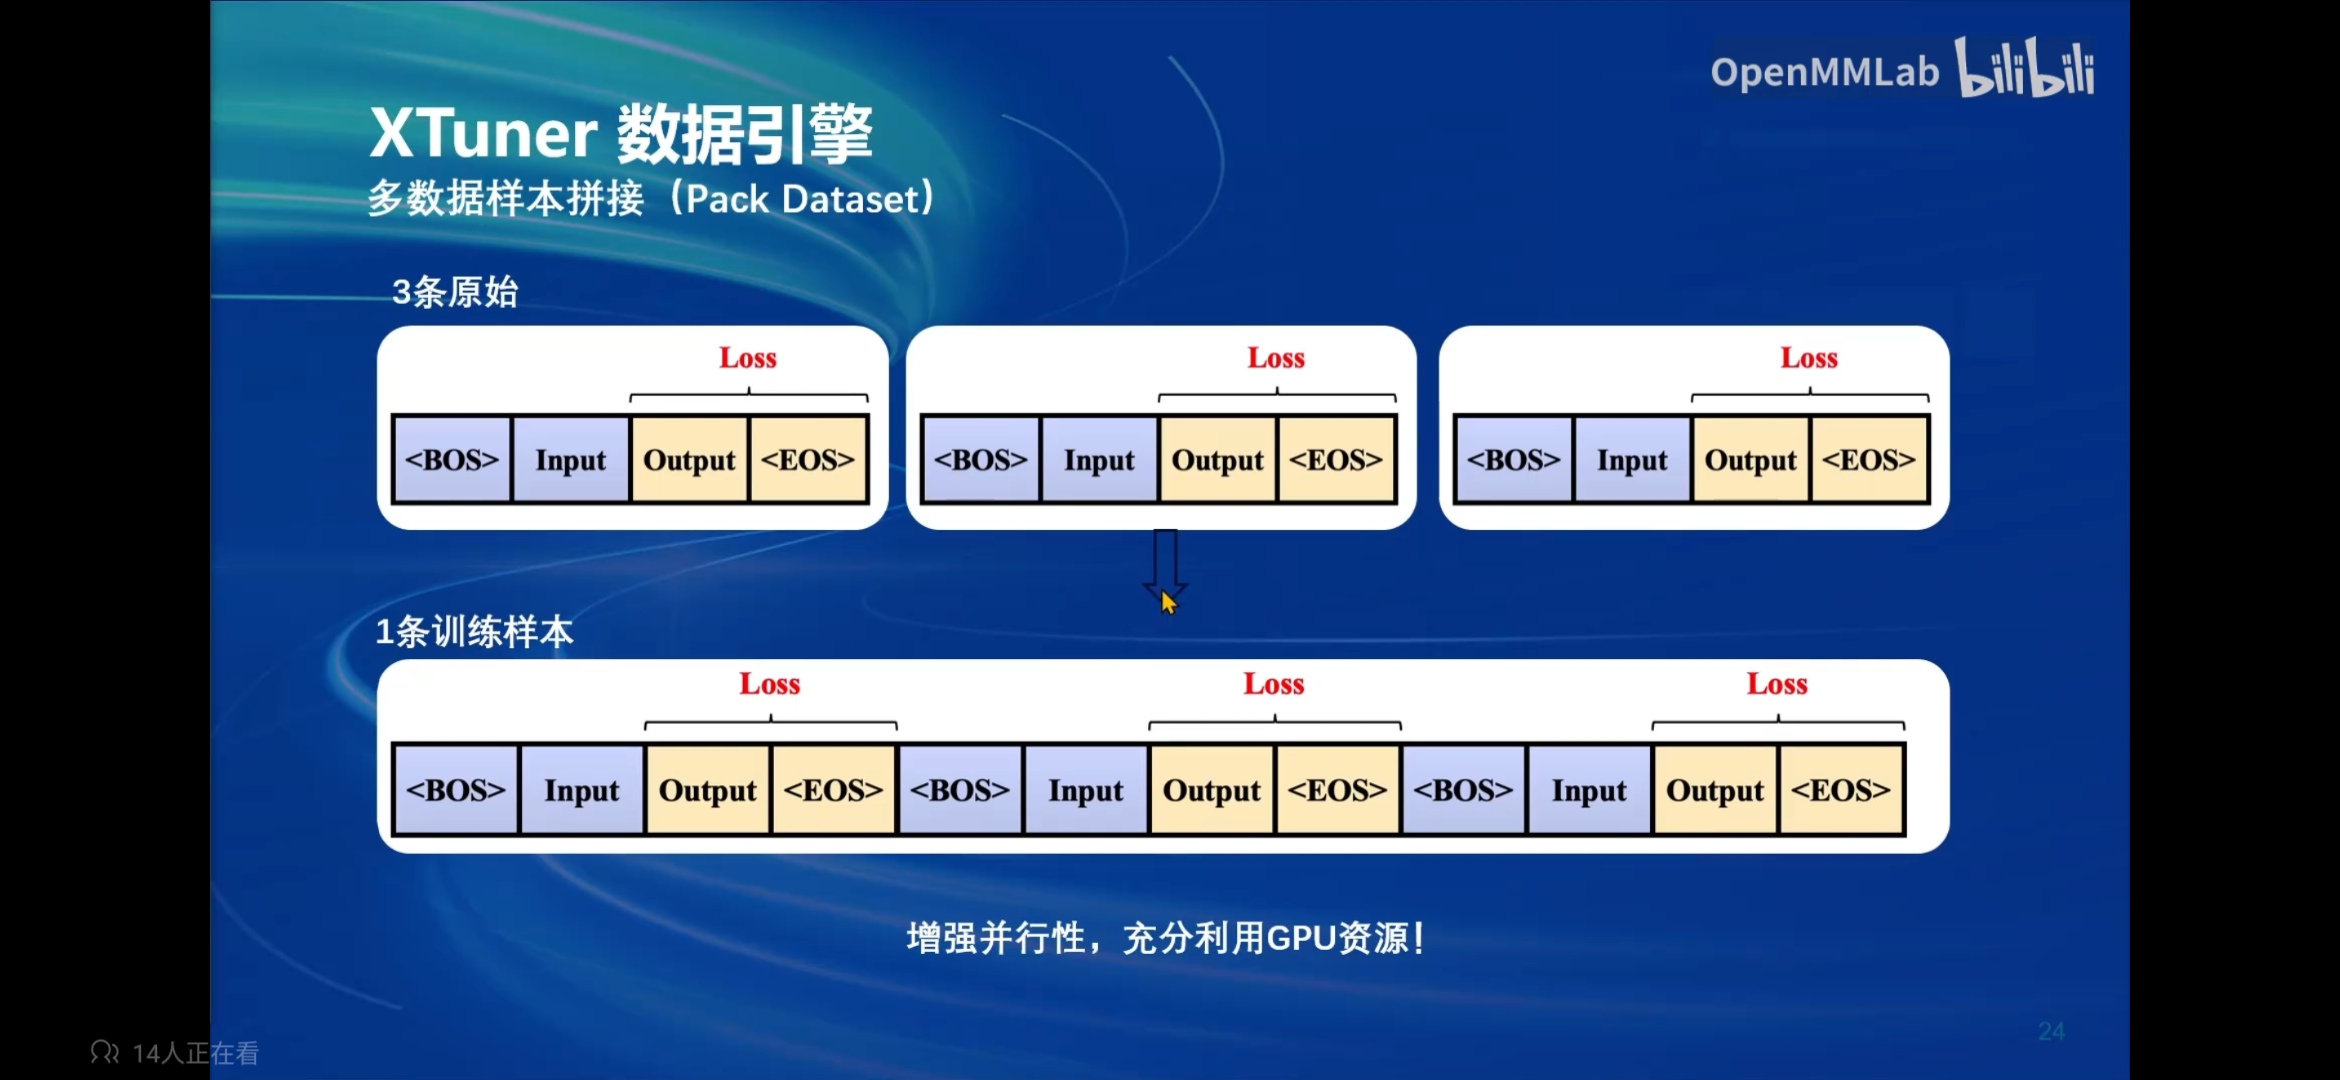 OpenMMLab bilibili
XTuner 数据引擎
多数据样本拼接（Pack Dataset）
3条原始
Loss Loss Loss
<BOS> Input Output <EOS> <BOS> Input Output <EOS> <BOS> Input Output <EOS>
1条训练样本
Loss Loss Loss
<BOS> Input Output <EOS> <BOS> Input Output <EOS> <BOS> Input Output <EOS>
增强并行性，充分利用GPU资源！
24
14人正在看